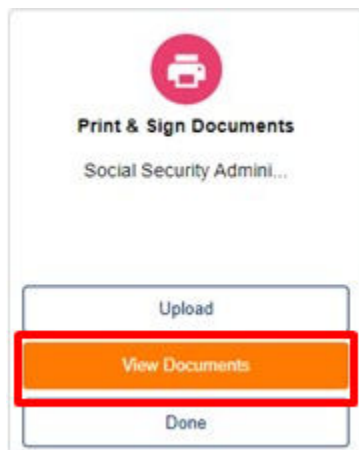 Print & Sign Documents
Social Security Admini...
Upload
View Documents
Done